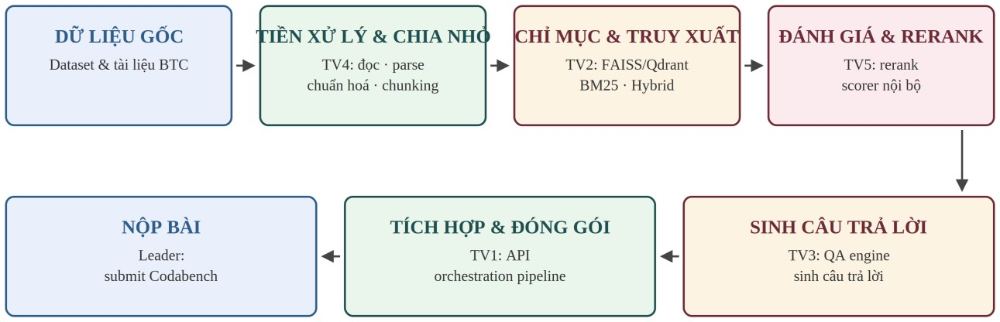 DỮ LIỆU GỐC
Dataset & tài liệu BTC
TIỀN XỬ LÝ & CHIA NHỎ
TV4: đọc · parse
chuẩn hoá · chunking
CHỈ MỤC & TRUY XUẤT
TV2: FAISS/Qdrant
BM25 · Hybrid
ĐÁNH GIÁ & RERANK
TV5: rerank
scorer nội bộ
SINH CÂU TRẢ LỜI
TV3: QA engine
sinh câu trả lời
TÍCH HỢP & ĐÓNG GÓI
TV1: API
orchestration pipeline
NỘP BÀI
Leader:
submit Codabench